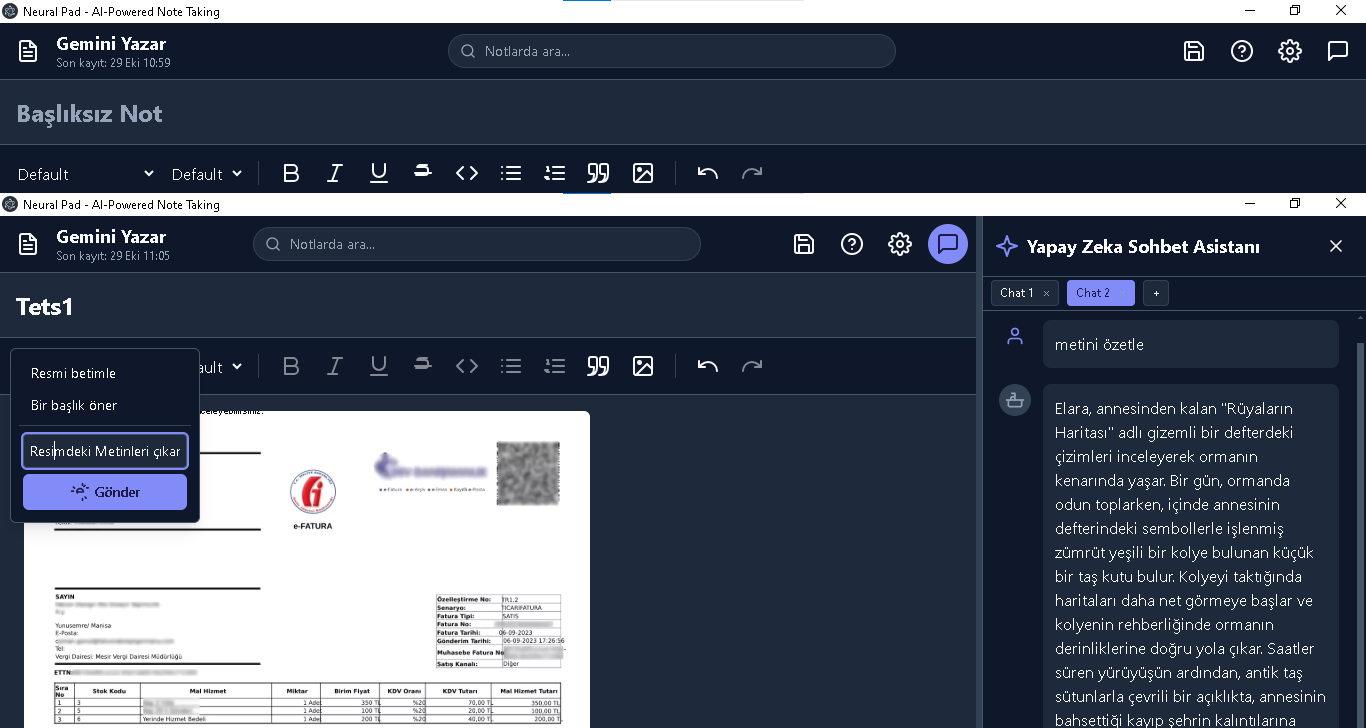 Neural Pad - AI-Powered Note Taking
Gemini Yazar
Son kayıt: 29 Eki 10:59
Notlarda ara...
Başlıksız Not
Default
Default
Neural Pad - AI-Powered Note Taking
Gemini Yazar
Son kayıt: 29 Eki 11:05
Notlarda ara...
Tets1
ault
Resmi betimle
Bir başlık öner
Resimdeki Metinleri çıkar
Gönder
celeyebilirsiniz.
e-FATURA
SAYIN
Yunusemre/ Manisa
E-Posta:
Tel:
Vergi Dairesi: Mesir Vergi Dairesi Müdürlüğü
ETTN:
Özelleştirme No: TR1.2
Senaryo: TICARIFATURA
Fatura Tipi: SATIS
Fatura No:
Fatura Tarihi: 06-09-2023
Gönderim Tarihi: 06-09-2023 17:26:56
Muhasebe Fatura No
Satış Kanalı: Diğer
Sıra No Stok Kodu Mal Hizmet Miktar Birim Fiyat KDV Oranı KDV Tutarı Mal Hizmet Tutarı
1 3 1 Adet 350 TL %20 70,00 TL 350,00 TL
2 5 1 Adet 100 TL %20 20,00 TL 100,00 TL
3 6 Yerinde Hizmet Bedeli 1 Adet 200 TL %20 40,00 TL 200,00 TL
Yapay Zeka Sohbet Asistanı
Chat 1 ×
Chat 2
+
metini özetle
Elara, annesinden kalan "Rüyaların
Haritası" adlı gizemli bir defterdeki
çizimleri inceleyerek ormanın
kenarında yaşar. Bir gün, ormanda
odun toplarken, içinde annesinin
defterindeki sembollerle işlenmiş
zümrüt yeşili bir kolye bulunan küçük
bir taş kutu bulur. Kolyeyi taktığında
haritaları daha net görmeye başlar ve
kolyenin rehberliğinde ormanın
derinliklerine doğru yola çıkar. Saatler
süren yürüyüşün ardından, antik taş
sütunlarla çevrili bir açıklıkta, annesinin
bahsettiği kayıp şehrin kalıntılarına